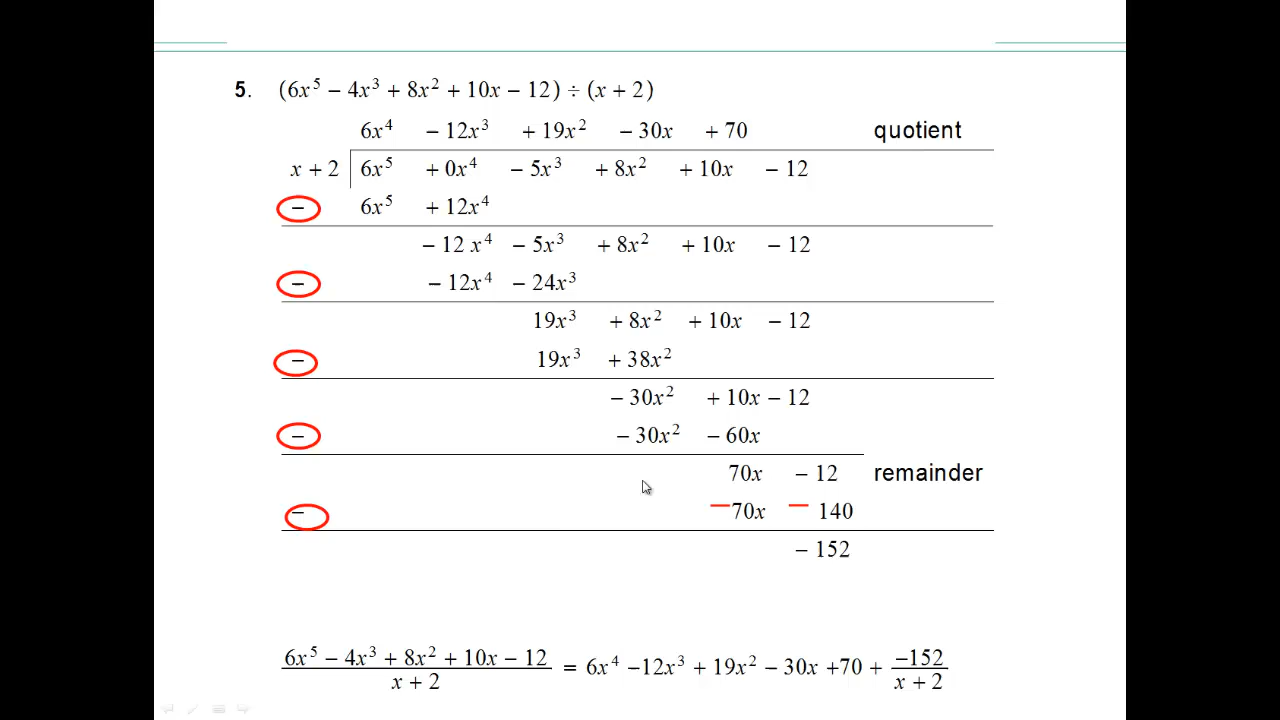 5. (6x⁵ − 4x³ + 8x² + 10x − 12) ÷ (x + 2)
6x⁴ − 12x³ + 19x² − 30x + 70 quotient
x + 2 6x⁵ + 0x⁴ − 5x³ + 8x² + 10x − 12
− 6x⁵ + 12x⁴
− 12 x⁴ − 5x³ + 8x² + 10x − 12
− − 12x⁴ − 24x³
19x³ + 8x² + 10x − 12
− 19x³ + 38x²
− 30x² + 10x − 12
− − 30x² − 60x
70x − 12 remainder
− −70x − 140
− 152
(6x⁵ − 4x³ + 8x² + 10x − 12)/(x + 2) = 6x⁴ −12x³ + 19x² − 30x +70 + (−152)/(x + 2)